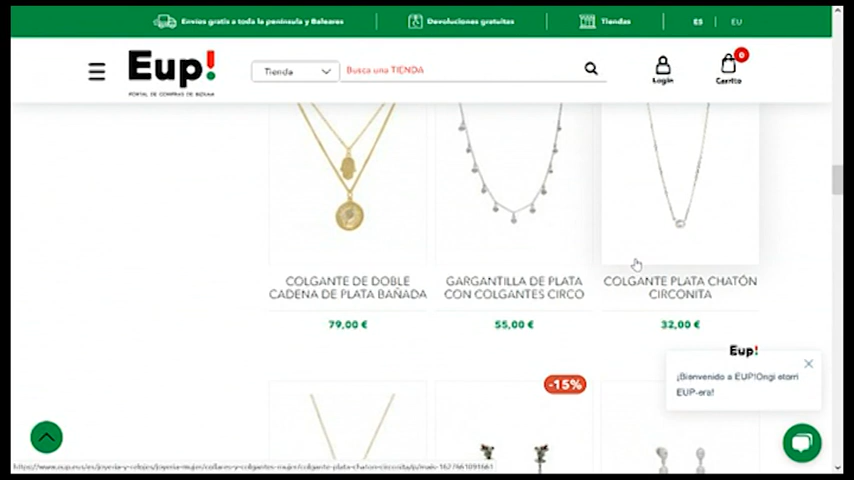 Envíos gratis a toda la península y Baleares
Devoluciones gratuitas
Tiendas
ES | EU
Eup!
PORTAL DE COMPRAS DE BIZKAIA
Tienda
Busca una TIENDA
Login
0
Carrito
COLGANTE DE DOBLE
CADENA DE PLATA BAÑADA
79,00 €
GARGANTILLA DE PLATA
CON COLGANTES CIRCO
55,00 €
COLGANTE PLATA CHATÓN
CIRCONITA
32,00 €
-15%
Eup!
¡Bienvenido a EUP!Ongi etorri
EUP-era!